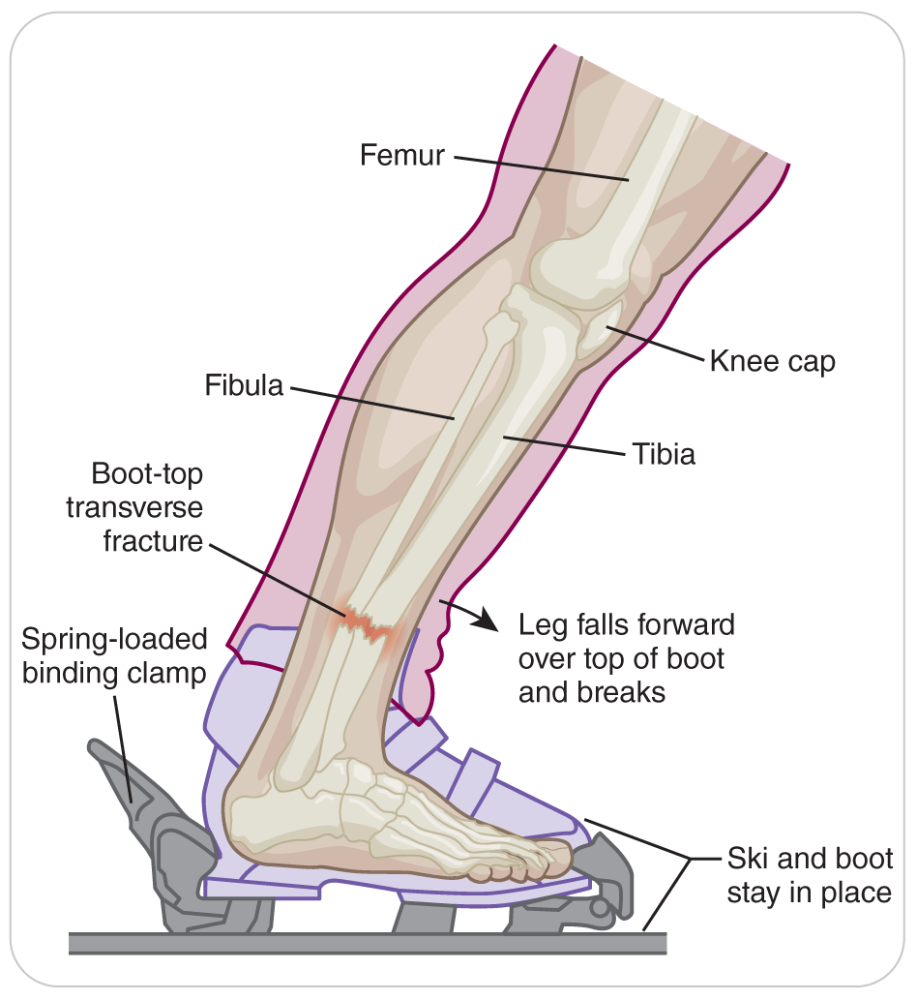 Femur
Knee cap
Fibula
Tibia
Boot-top
transverse
fracture
Leg falls forward
over top of boot
and breaks
Spring-loaded
binding clamp
Ski and boot
stay in place